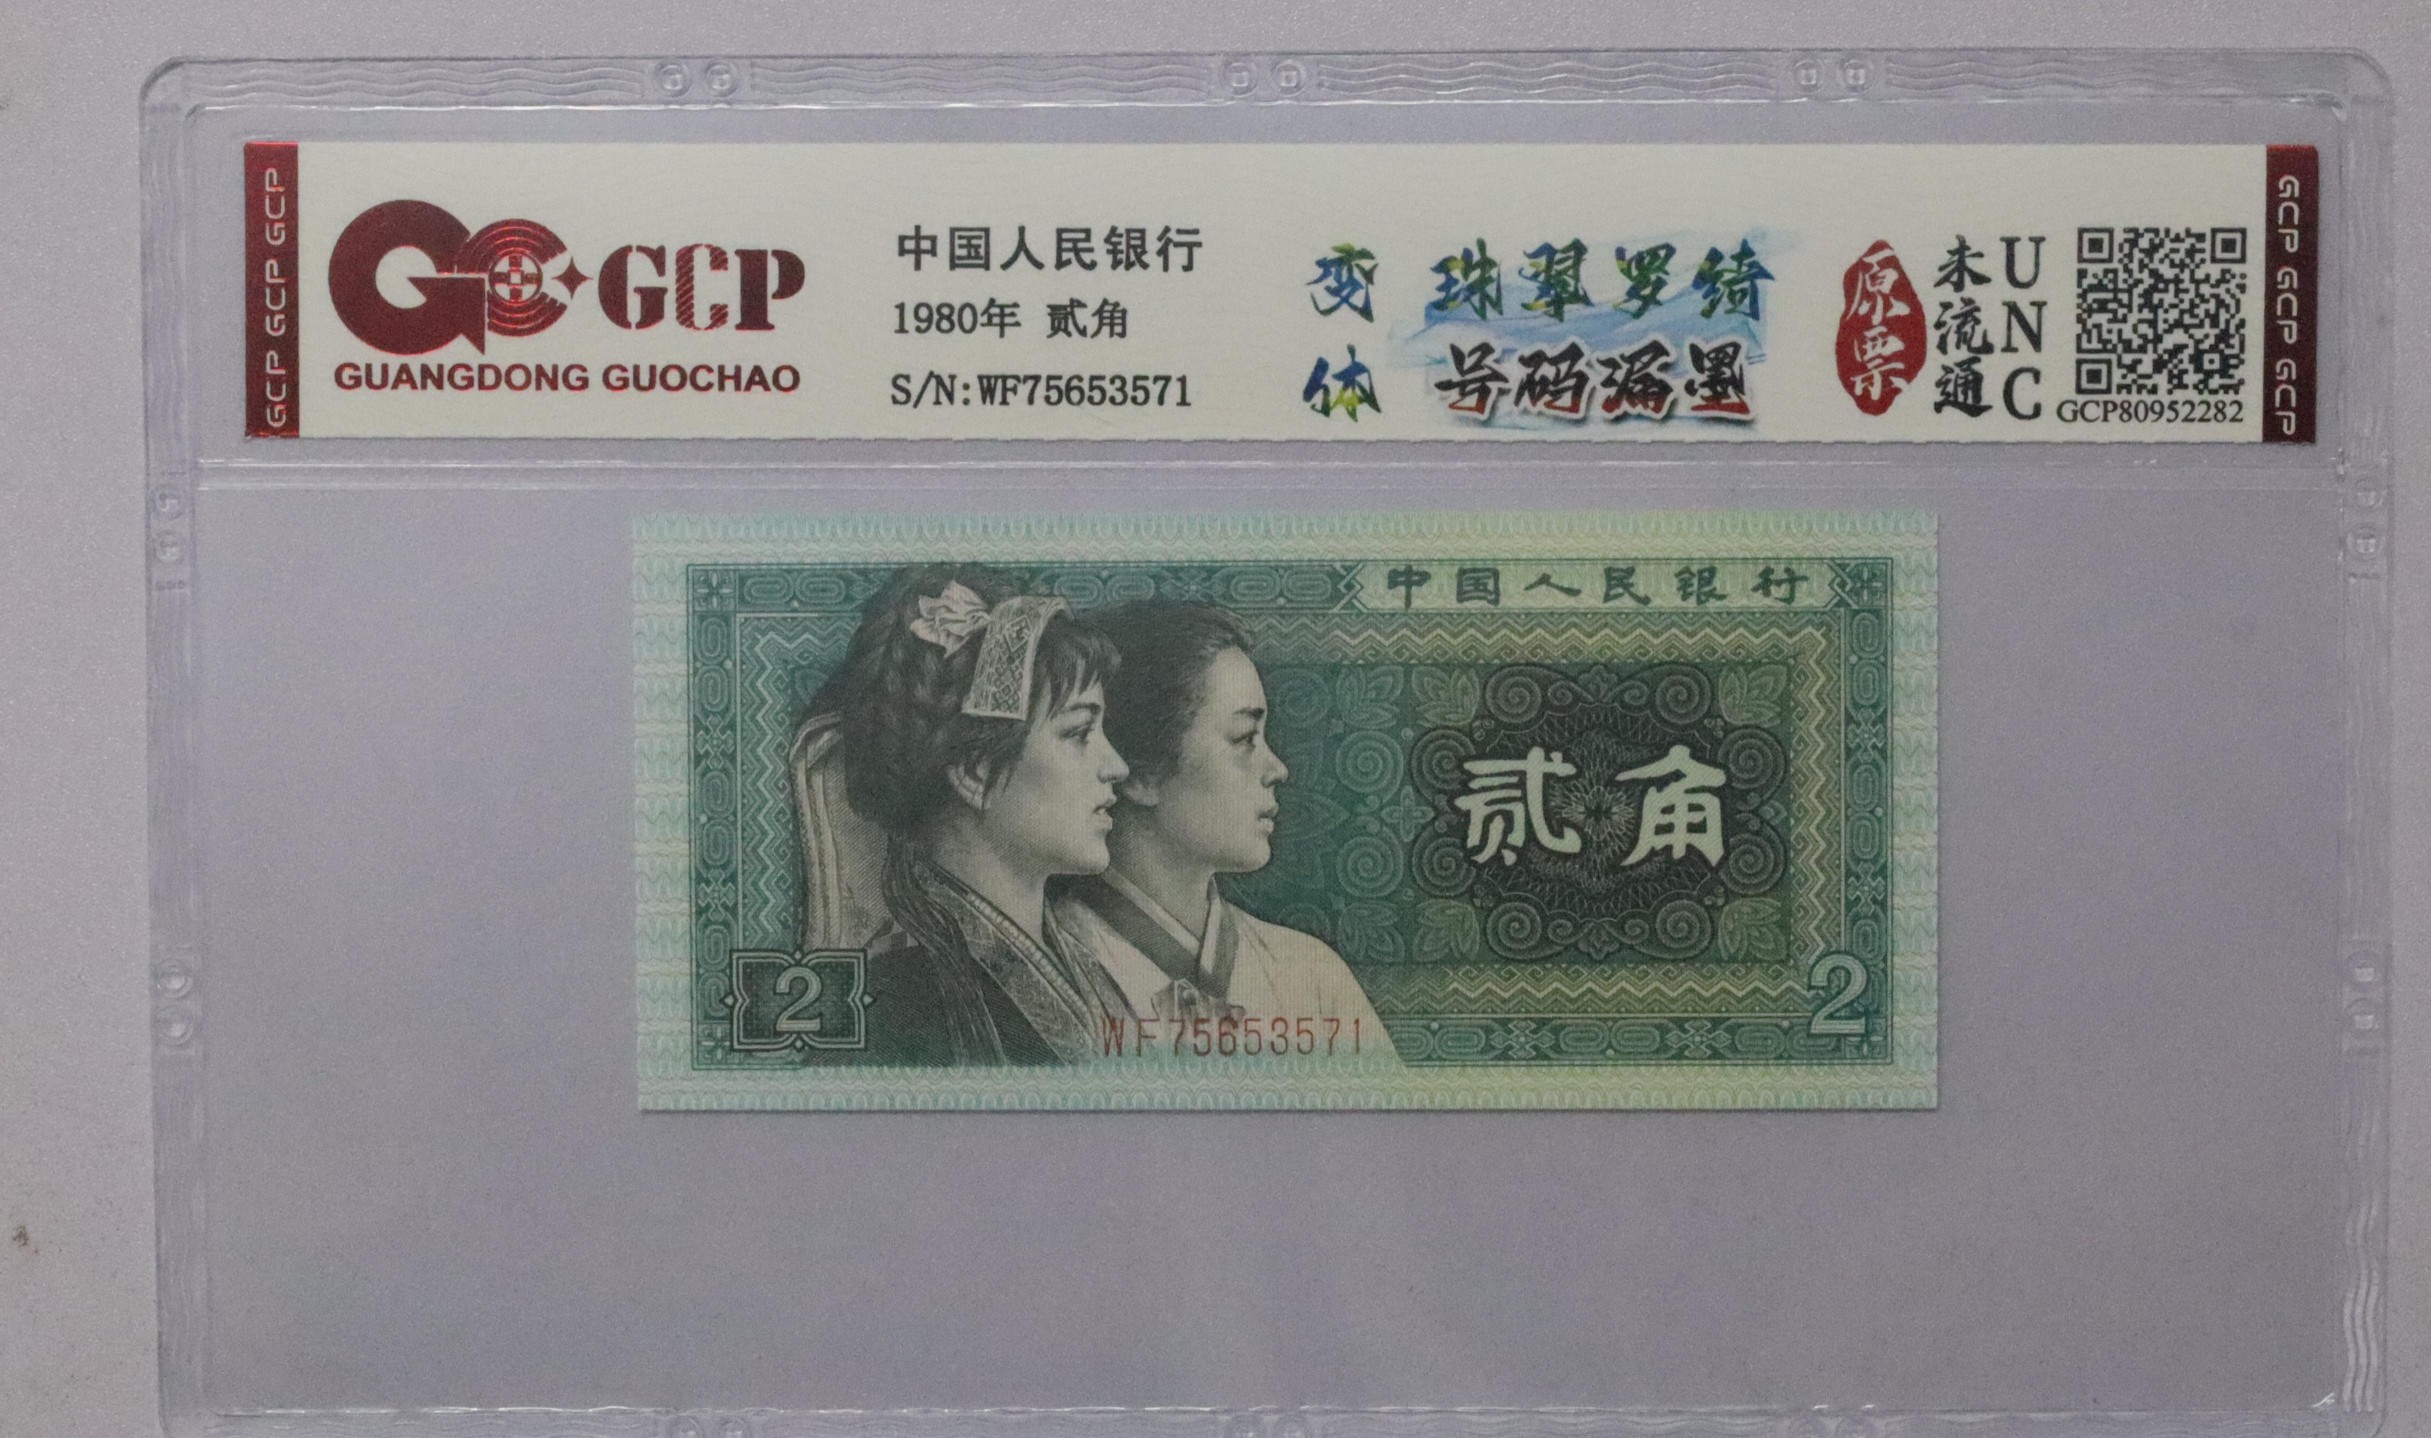 GCP GCP GCP
GCP
GUANGDONG GUOCHAO
中国人民银行
1980年 贰角
S/N:WF75653571
变体
珠翠罗绮
号码漏墨
原票
未流通
UNC
GCP80952282
GCP GCP GCP
中国人民银行
贰角
2
WF75653571
2